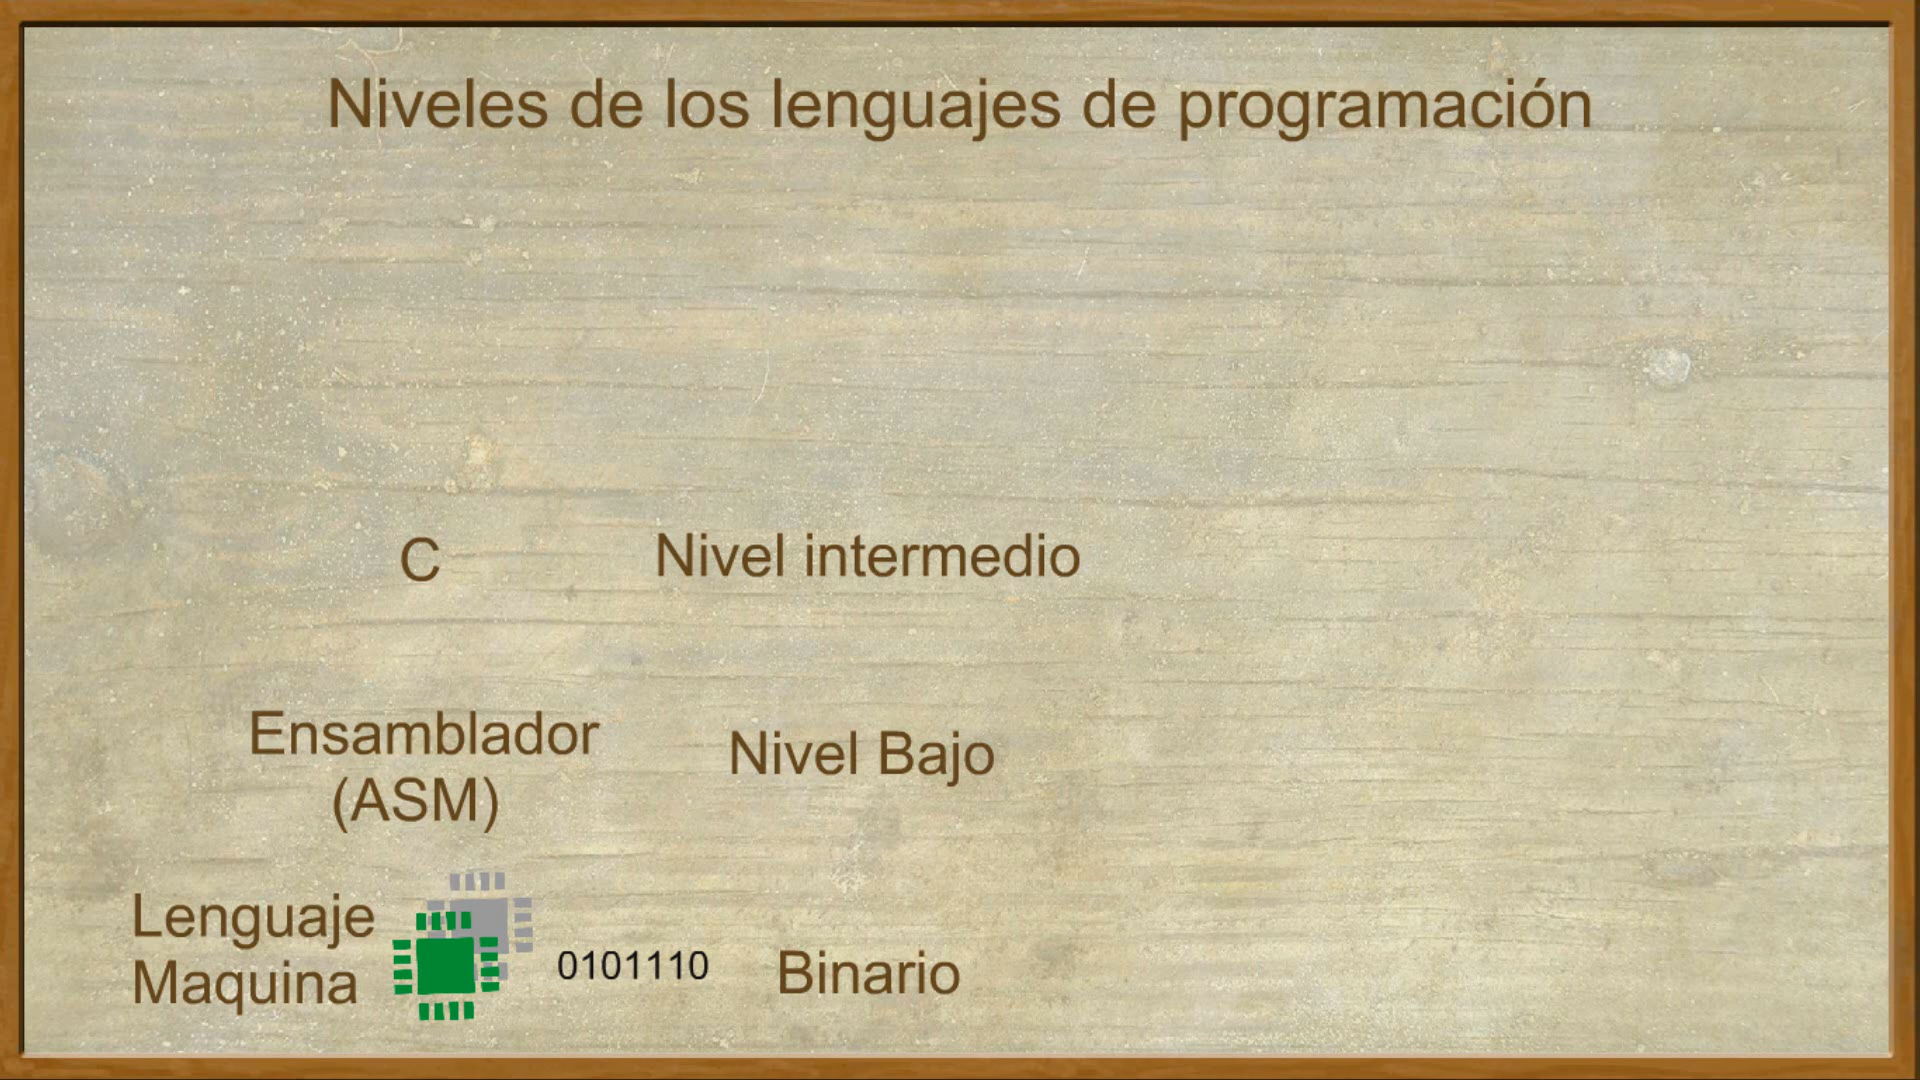 Niveles de los lenguajes de programación
C
Nivel intermedio
Ensamblador
(ASM)
Nivel Bajo
Lenguaje
Maquina
0101110
Binario